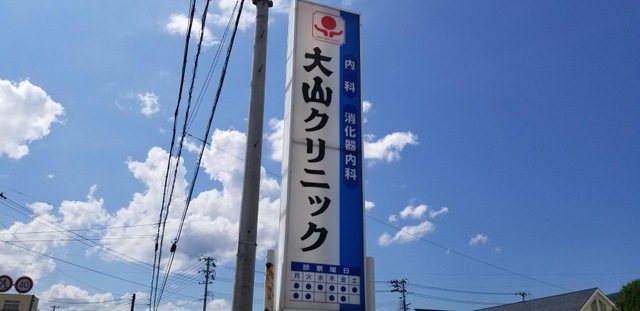 大山クリニック
内科
消化器内科
診療曜日
月火水木金土
40